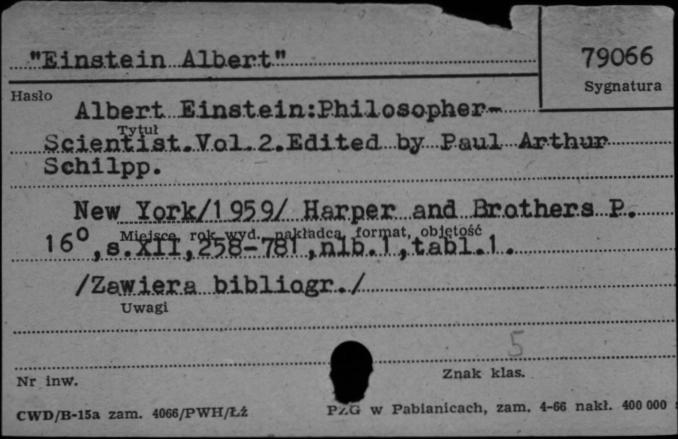 "Einstein Albert"
79066
Sygnatura
Hasło
Albert Einstein:Philosopher-
Tytuł
Scientist.Vol.2.Edited by Paul Arthur
Schilpp.
New York/1959/ Harper and Brothers P.
Miejsce, rok wyd., nakładca, format, objętość
16°,s.XII,258-781,nlb.1,tabl.1.
/Zawiera bibliogr./
Uwagi
5
Nr inw.
Znak klas.
CWD/B-15a zam. 4066/PWH/Łż
PZG w Pabianicach, zam. 4-66 nakł. 400 000